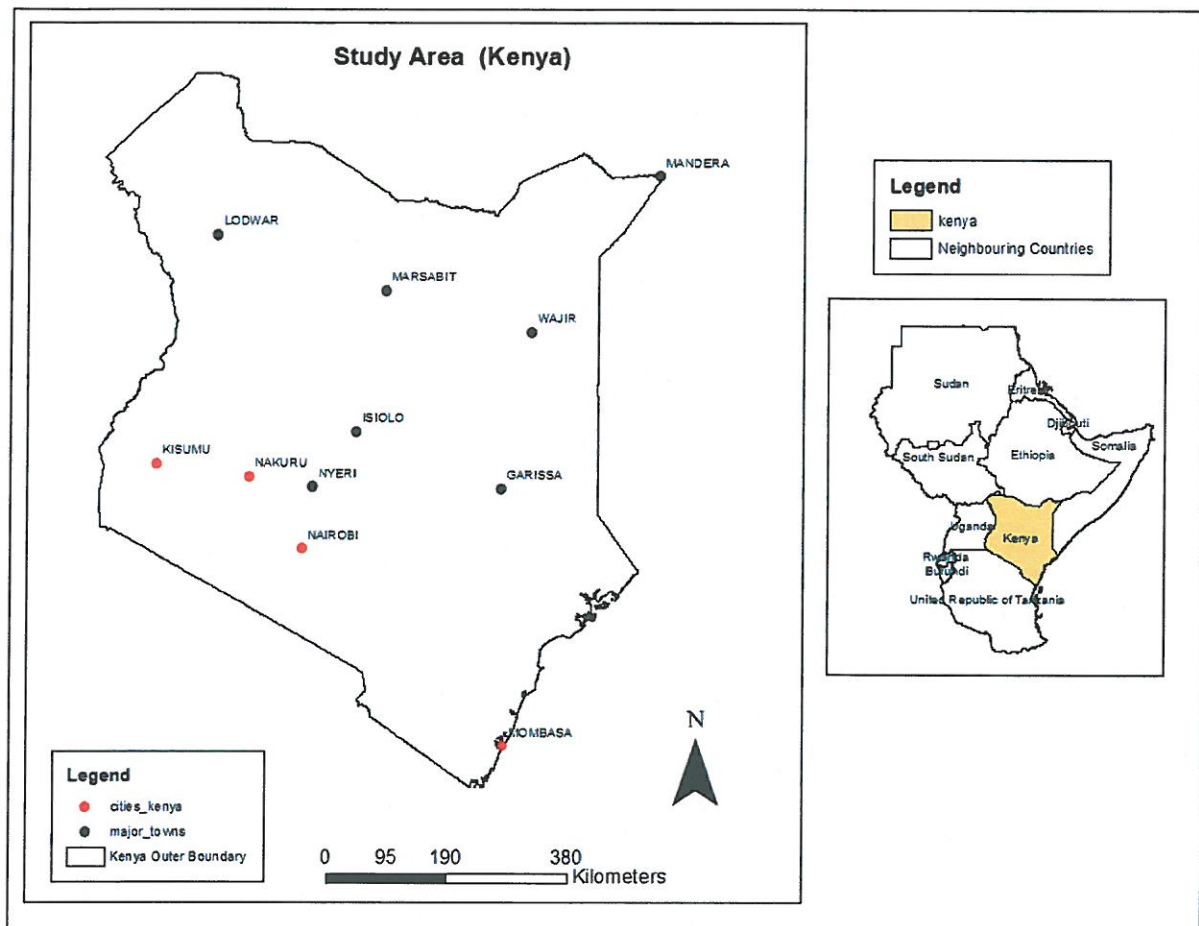 Study Area (Kenya)
MANDERA
LODWAR
MARSABIT
WAJIR
ISIOLO
KISUMU
NAKURU
NYERI
GARISSA
NAIROBI
MOMBASA
N
Legend
cities_kenya
major_towns
Kenya Outer Boundary
0 95 190 380
Kilometers
Legend
kenya
Neighbouring Countries
Sudan
Eritrea
Djibouti
Somalia
South Sudan
Ethiopia
Uganda
Kenya
Rwanda
Burundi
United Republic of Tanzania